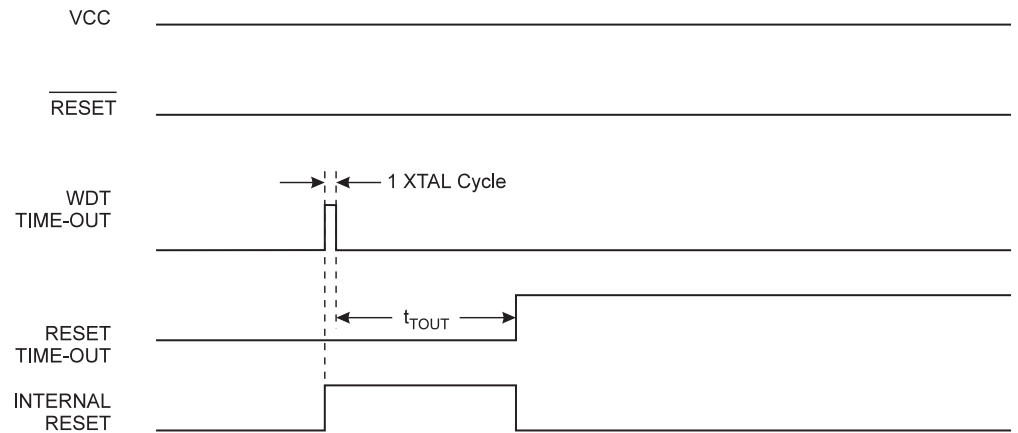 VCC
RESET
1 XTAL Cycle
WDT
TIME-OUT
tTOUT
RESET
TIME-OUT
INTERNAL
RESET